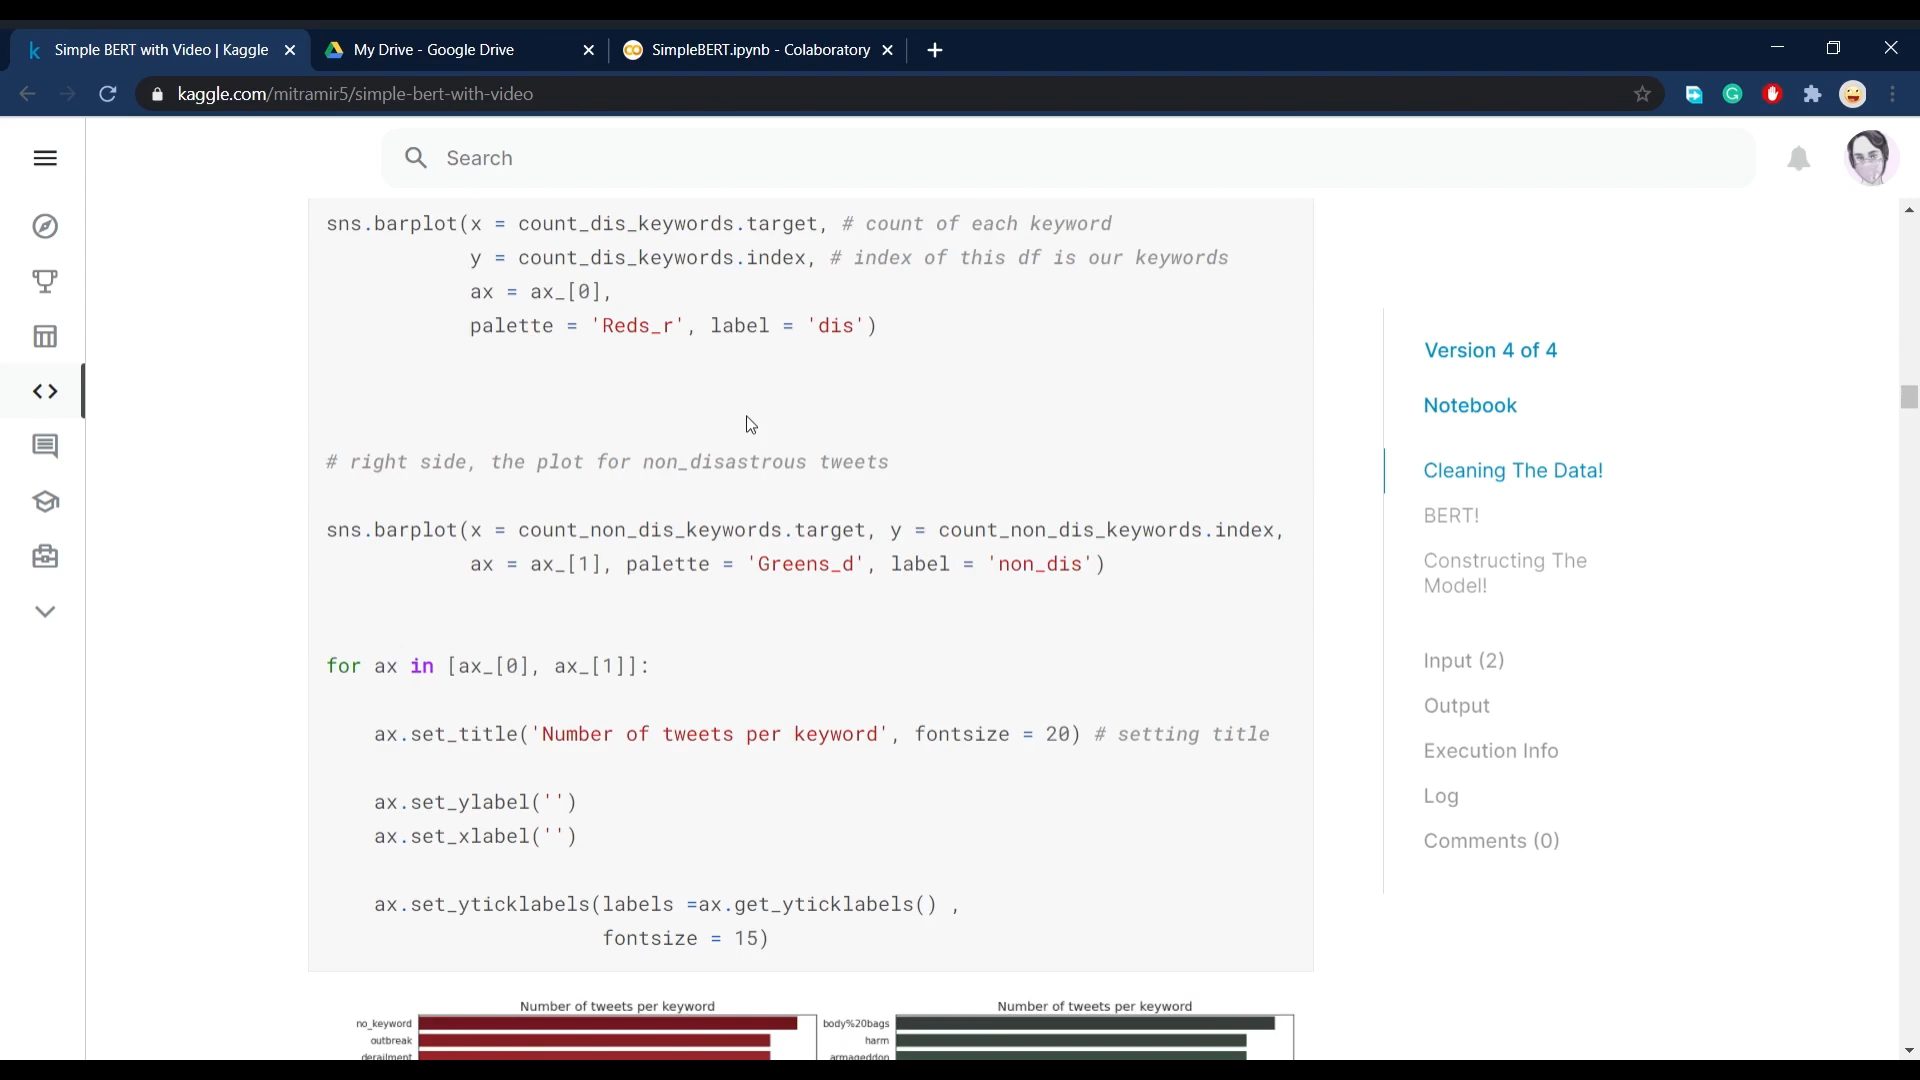 Simple BERT with Video | Kaggle
My Drive - Google Drive
SimpleBERT.ipynb - Colaboratory
kaggle.com/mitramir5/simple-bert-with-video
Search
sns.barplot(x = count_dis_keywords.target, # count of each keyword
y = count_dis_keywords.index, # index of this df is our keywords
ax = ax_[0],
palette = 'Reds_r', label = 'dis')
# right side, the plot for non_disastrous tweets
sns.barplot(x = count_non_dis_keywords.target, y = count_non_dis_keywords.index,
ax = ax_[1], palette = 'Greens_d', label = 'non_dis')
for ax in [ax_[0], ax_[1]]:
ax.set_title('Number of tweets per keyword', fontsize = 20) # setting title
ax.set_ylabel('')
ax.set_xlabel('')
ax.set_yticklabels(labels =ax.get_yticklabels() ,
fontsize = 15)
Number of tweets per keyword
no_keyword
outbreak
derailment
Number of tweets per keyword
body%20bags
harm
armageddon
Version 4 of 4
Notebook
Cleaning The Data!
BERT!
Constructing The
Model!
Input (2)
Output
Execution Info
Log
Comments (0)